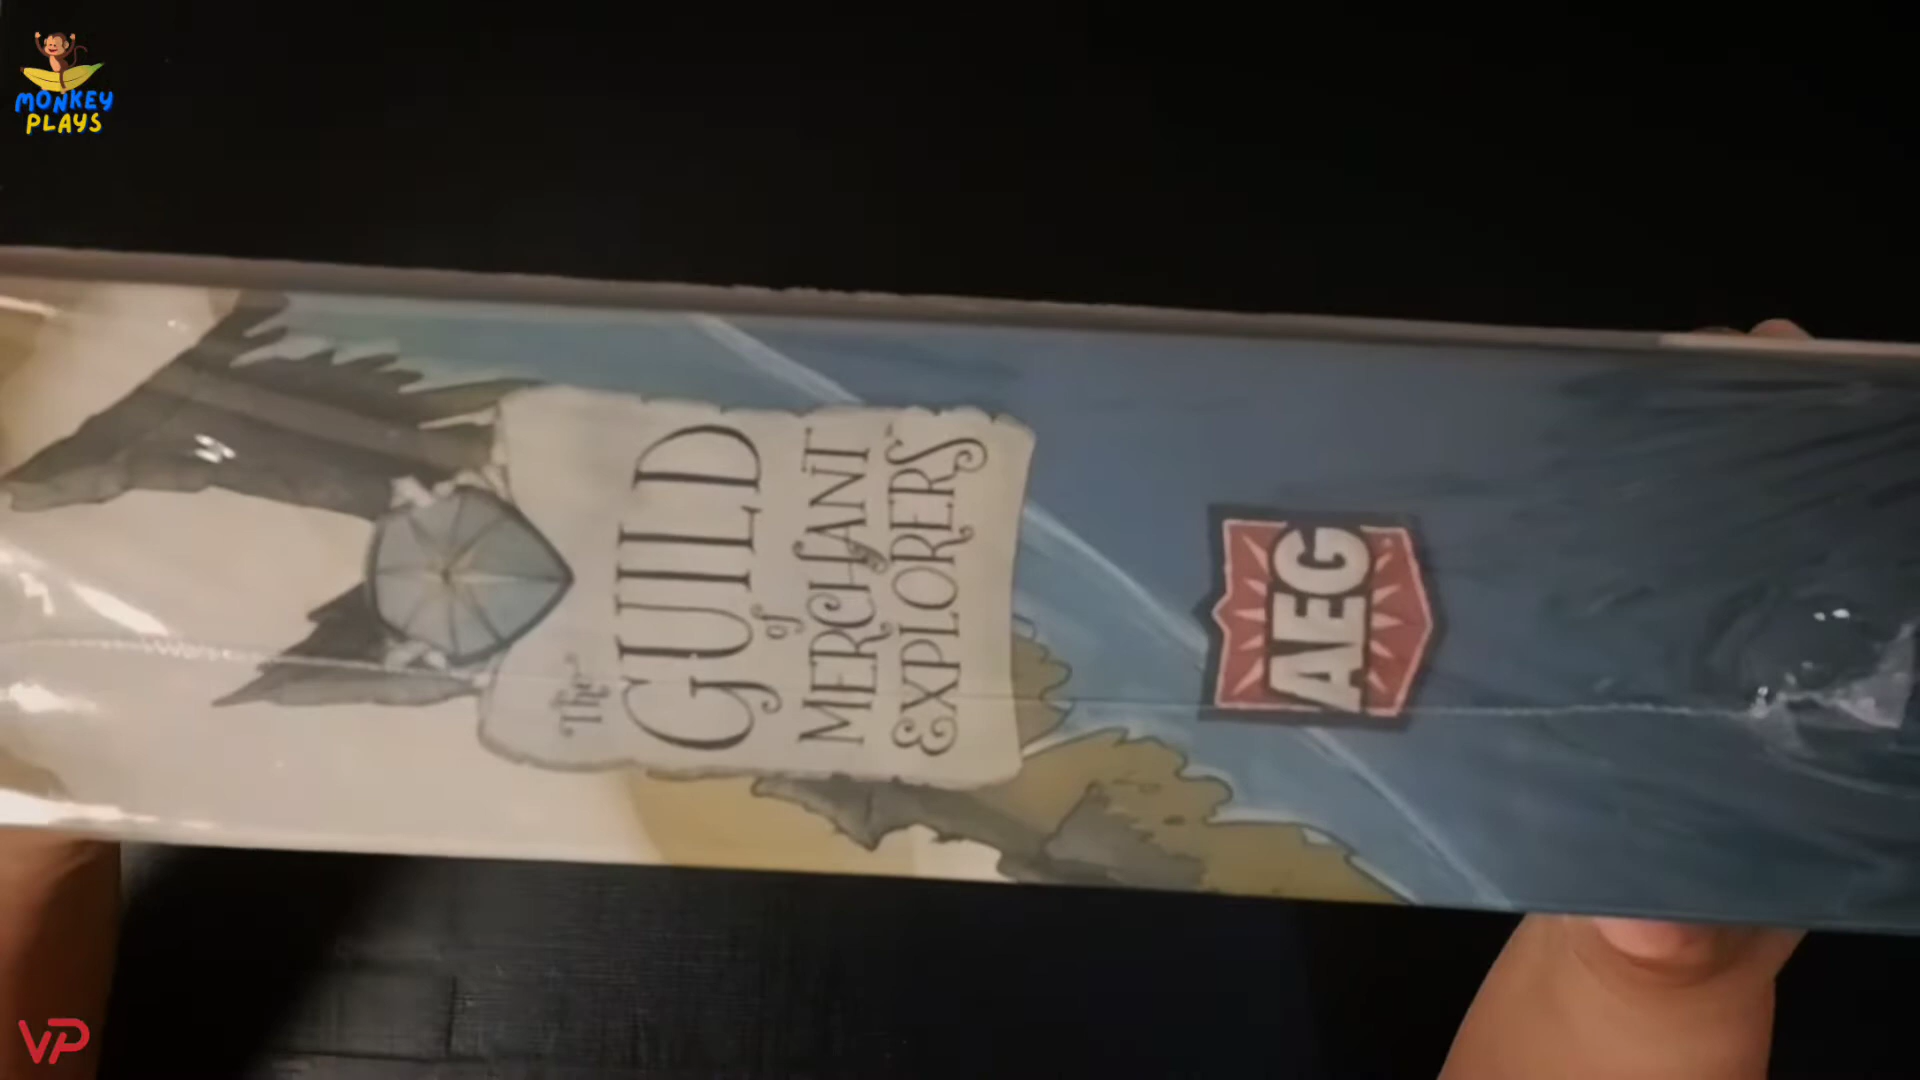 MONKEY
PLAYS
The
GUILD
of
MERCHANT
EXPLORERS
AEG
VP